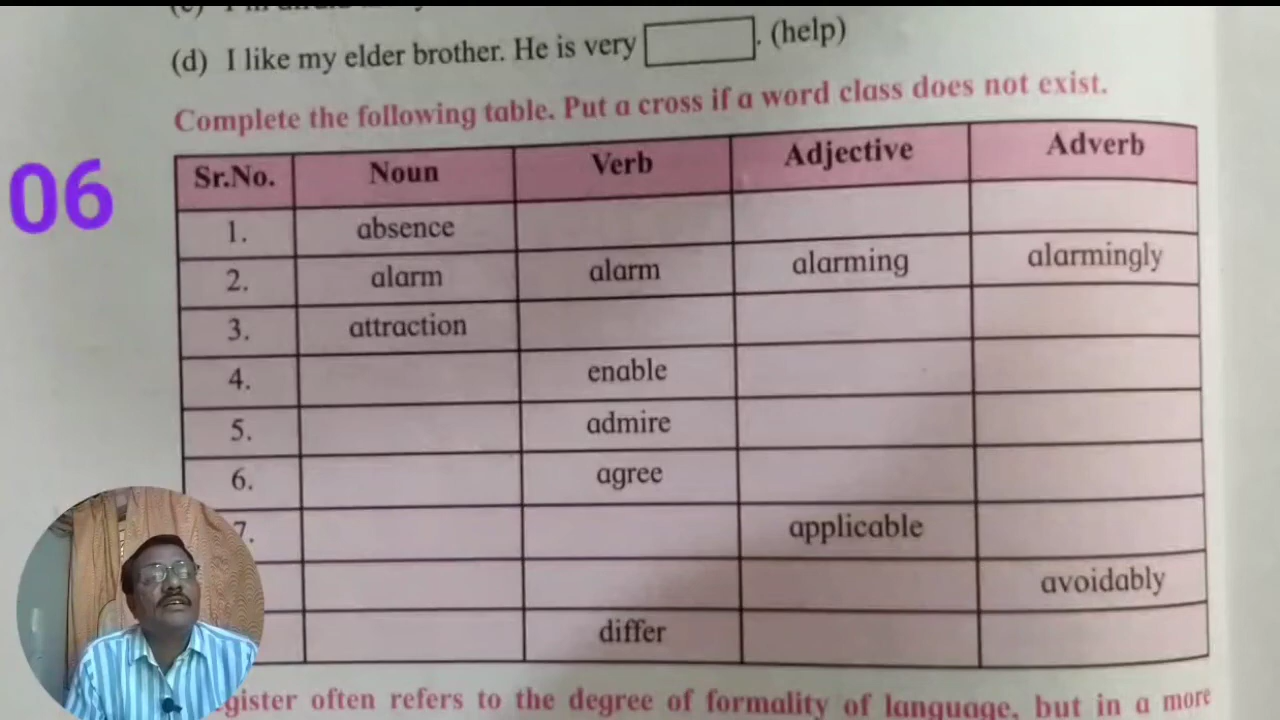 (d) I like my elder brother. He is very . (help)
Complete the following table. Put a cross if a word class does not exist.
06
Sr.No. Noun Verb Adjective Adverb
1. absence
2. alarm alarm alarming alarmingly
3. attraction
4. enable
5. admire
6. agree
7. applicable
avoidably
differ
often refers to the degree of formality of language, but in a more